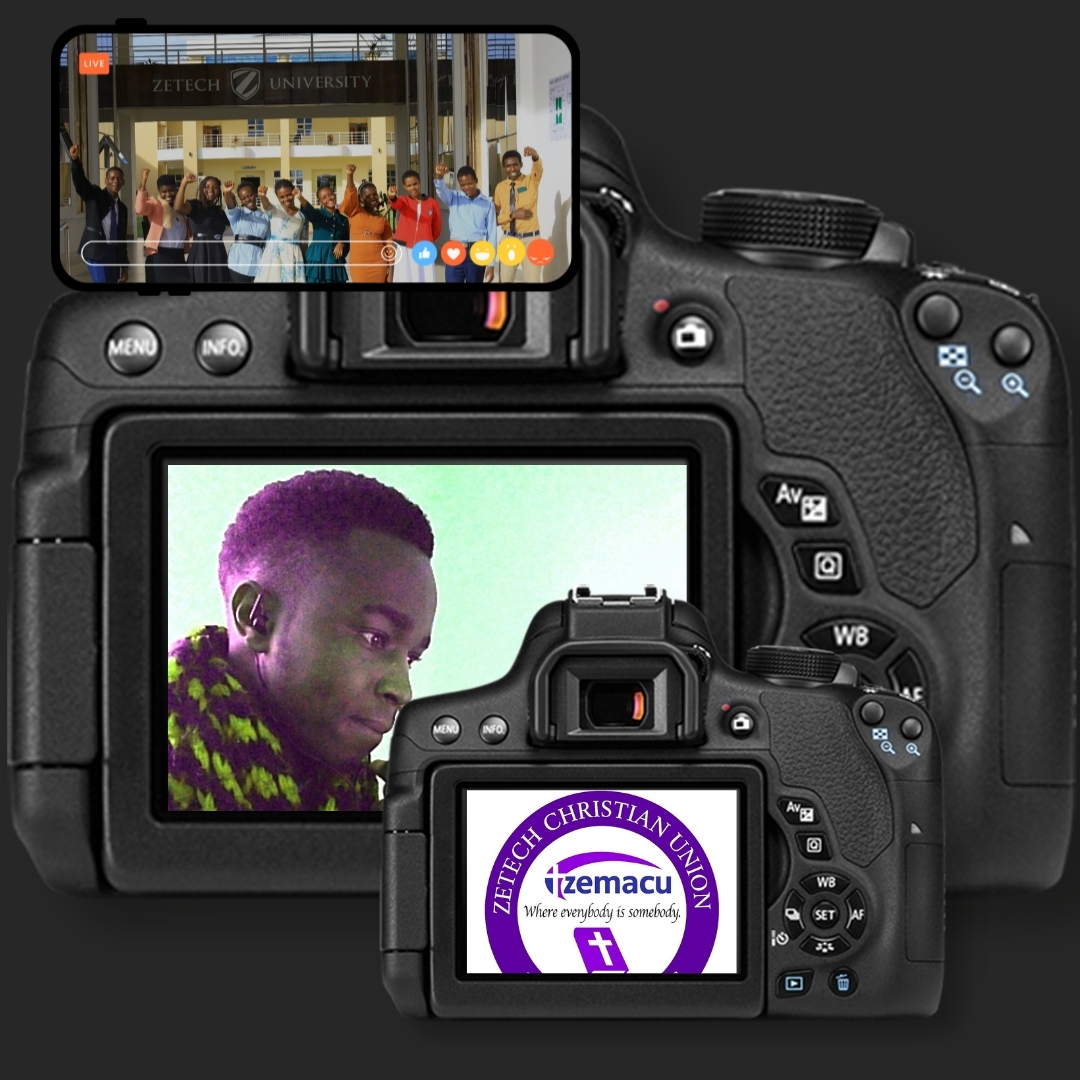 LIVE
ZETECH UNIVERSITY
MENU INFO.
Av
Q
WB
AF
MENU INFO.
Av
Q
WB
SET AF
ZETECH CHRISTIAN UNION
zemacu
Where everybody is somebody.